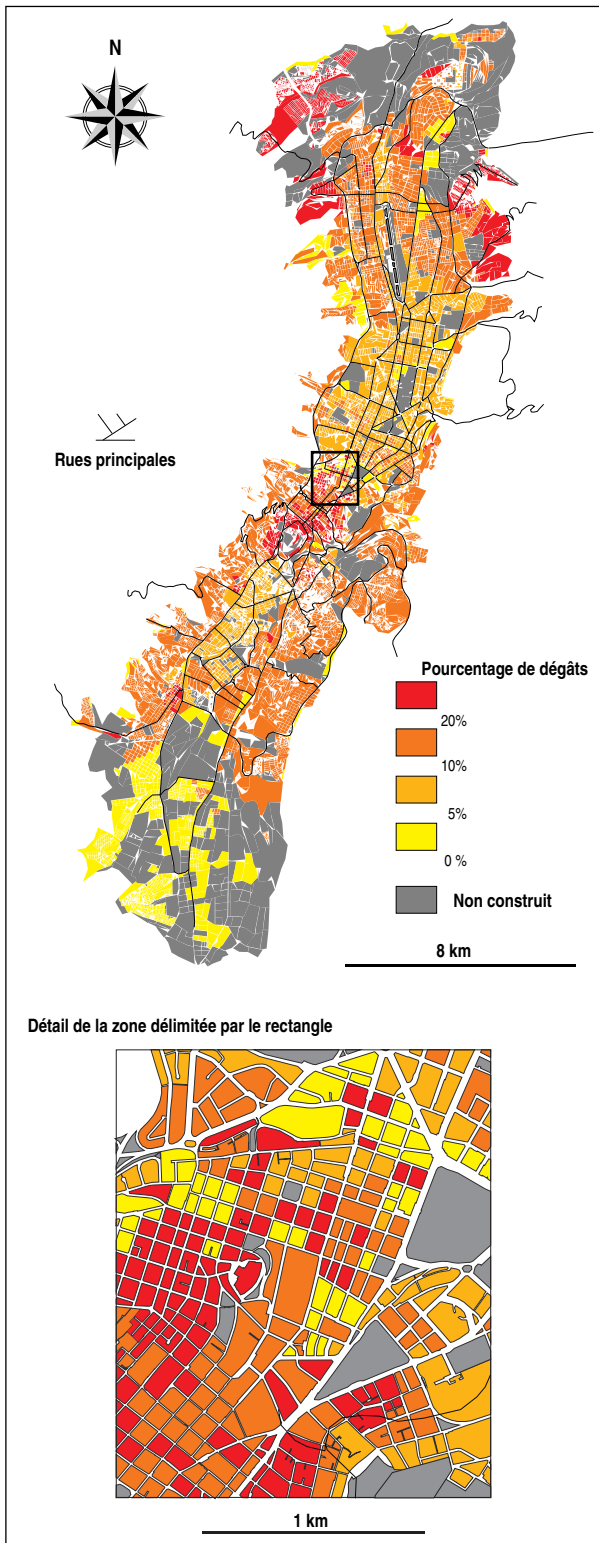 N
Rues principales
Pourcentage de dégâts
20%
10%
5%
0 %
Non construit
8 km
Détail de la zone délimitée par le rectangle
1 km